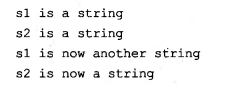 s1 is a string
s2 is a string
s1 is now another string
s2 is now a string